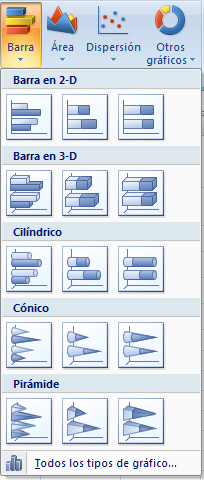 Barra Área Dispersión Otros
gráficos
Barra en 2-D
Barra en 3-D
Cilíndrico
Cónico
Pirámide
Todos los tipos de gráfico...